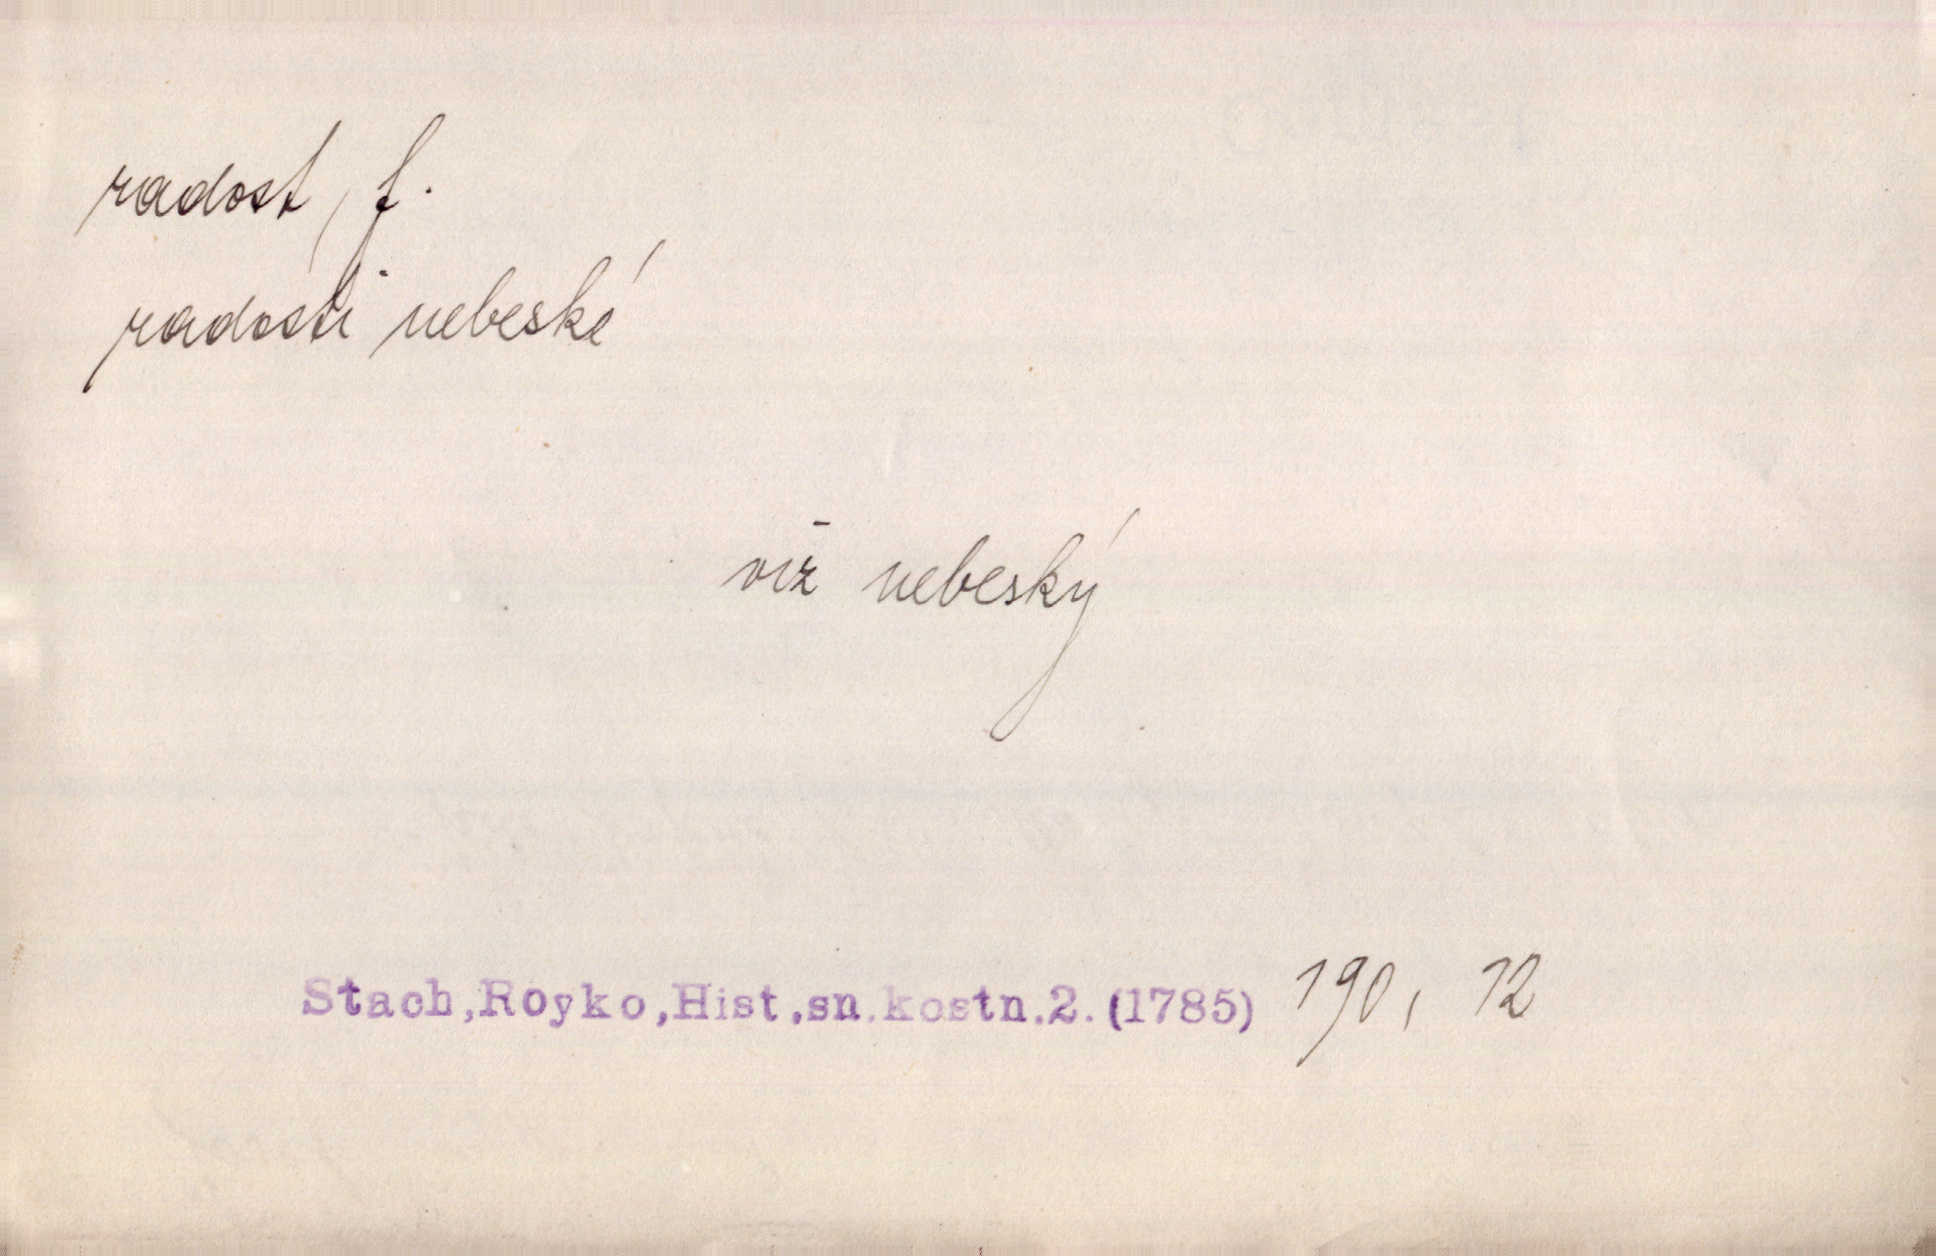 radost, f.
radosti nebeské
viz nebeský
Stach,Royko,Hist.sn.kostn.2.(1785) 190, 12